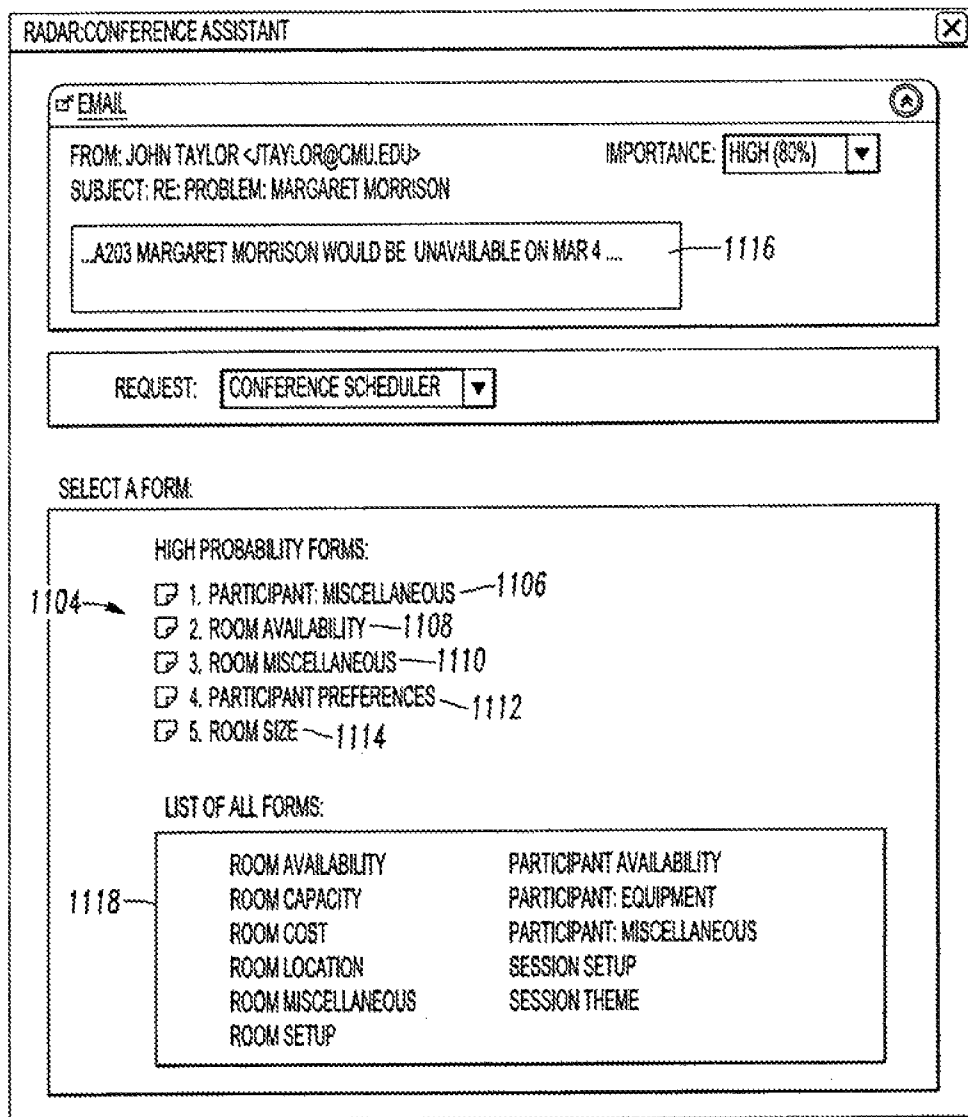 RADAR:CONFERENCE ASSISTANT
EMAIL
FROM: JOHN TAYLOR <JTAYLOR@CMU.EDU>
IMPORTANCE: HIGH (80%)
SUBJECT: RE: PROBLEM: MARGARET MORRISON
...A203 MARGARET MORRISON WOULD BE UNAVAILABLE ON MAR 4 ....
1116
REQUEST: CONFERENCE SCHEDULER
SELECT A FORM:
HIGH PROBABILITY FORMS:
1104
1. PARTICIPANT: MISCELLANEOUS 1106
2. ROOM AVAILABILITY 1108
3. ROOM MISCELLANEOUS 1110
4. PARTICIPANT PREFERENCES 1112
5. ROOM SIZE 1114
LIST OF ALL FORMS:
1118
ROOM AVAILABILITY
ROOM CAPACITY
ROOM COST
ROOM LOCATION
ROOM MISCELLANEOUS
ROOM SETUP
PARTICIPANT AVAILABILITY
PARTICIPANT: EQUIPMENT
PARTICIPANT: MISCELLANEOUS
SESSION SETUP
SESSION THEME